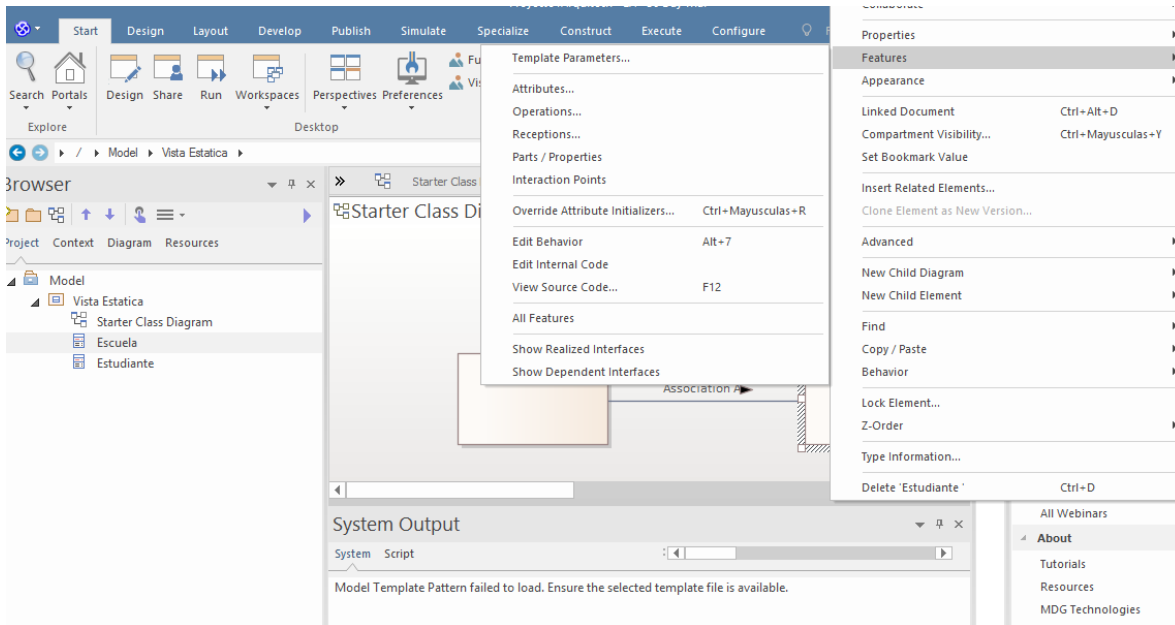 Start Design Layout Develop Publish Simulate Specialize Construct Execute Configure
Search Portals Design Share Run Workspaces Perspectives Preferences
Explore Desktop
/ Model Vista Estatica
Browser
Project Context Diagram Resources
Model
Vista Estatica
Starter Class Diagram
Escuela
Estudiante
Starter Class
Starter Class Di
Template Parameters...
Attributes...
Operations...
Receptions...
Parts / Properties
Interaction Points
Override Attribute Initializers... Ctrl+Mayusculas+R
Edit Behavior Alt+7
Edit Internal Code
View Source Code... F12
All Features
Show Realized Interfaces
Show Dependent Interfaces
Association A
Properties
Features
Appearance
Linked Document Ctrl+Alt+D
Compartment Visibility... Ctrl+Mayusculas+Y
Set Bookmark Value
Insert Related Elements...
Clone Element as New Version...
Advanced
New Child Diagram
New Child Element
Find
Copy / Paste
Behavior
Lock Element...
Z-Order
Type Information...
Delete 'Estudiante ' Ctrl+D
System Output
System Script
Model Template Pattern failed to load. Ensure the selected template file is available.
All Webinars
About
Tutorials
Resources
MDG Technologies